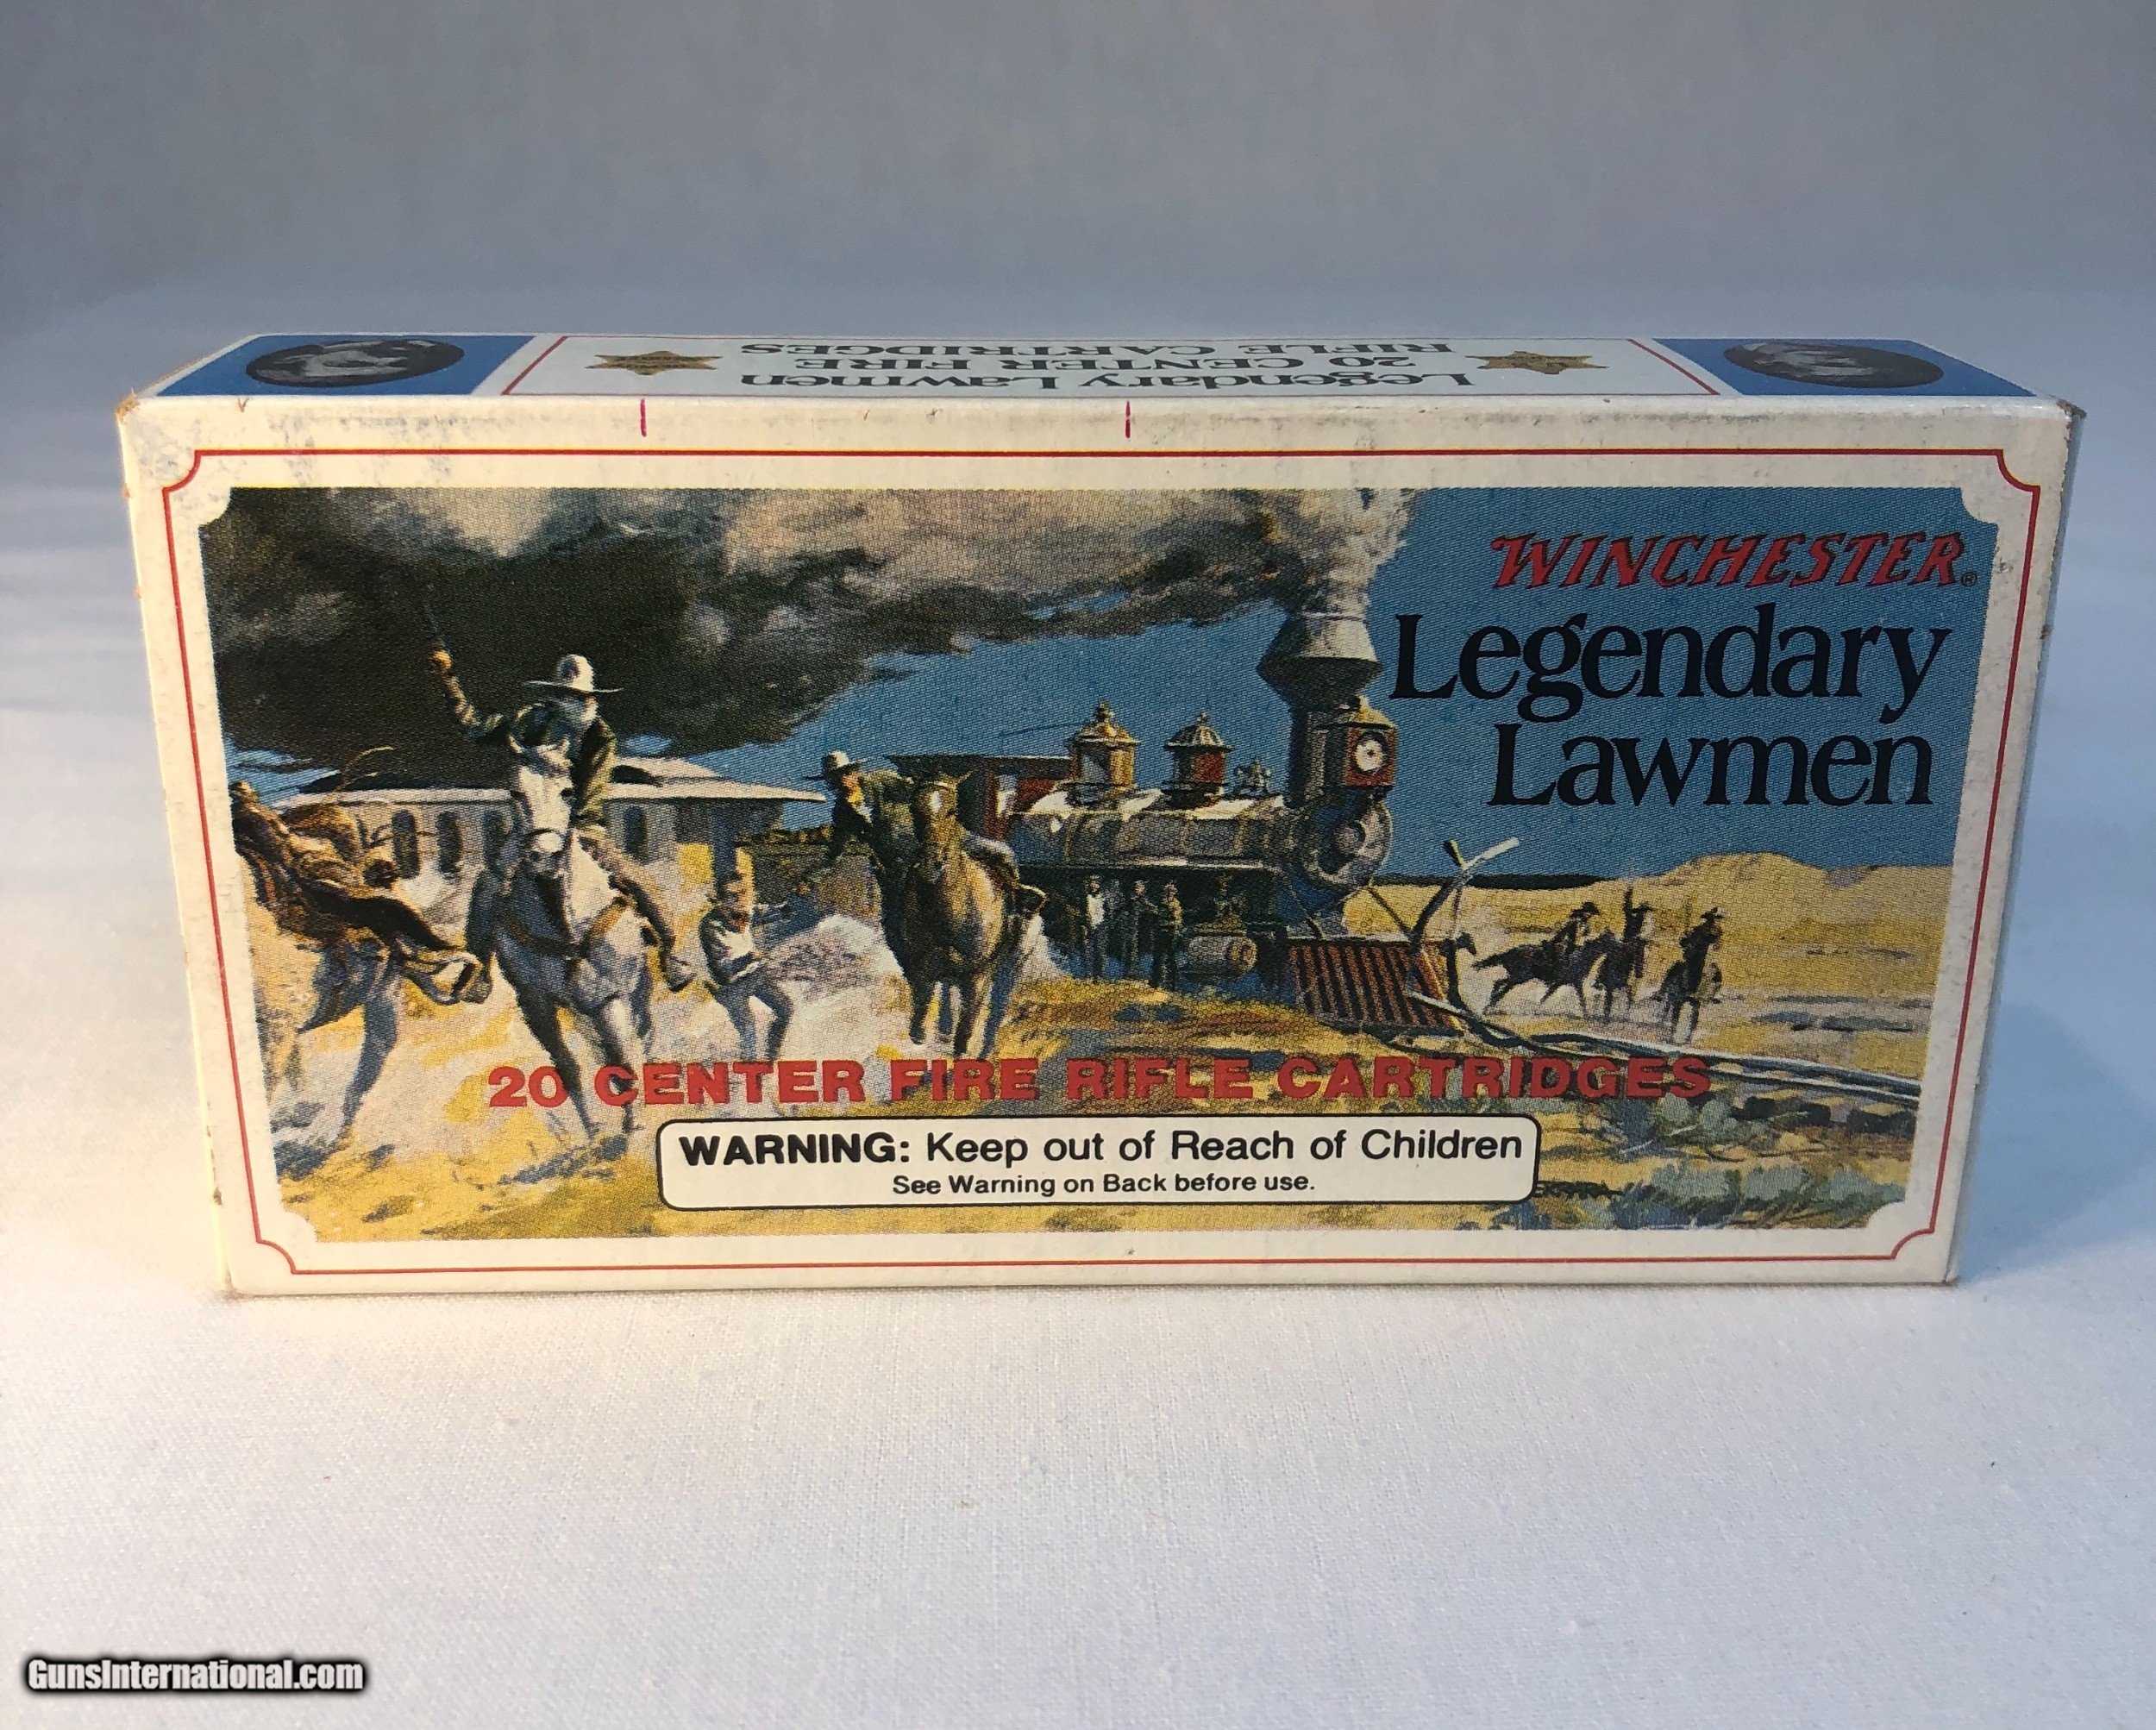 Legendary Lawmen
20 CENTER FIRE
RIFLE CARTRIDGES
WINCHESTER®
Legendary
Lawmen
20 CENTER FIRE RIFLE CARTRIDGES
WARNING: Keep out of Reach of Children
See Warning on Back before use.
GunsInternational.com